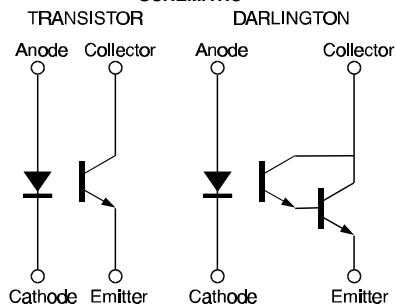 TRANSISTOR DARLINGTON
Anode Collector Anode Collector
Cathode Emitter Cathode Emitter